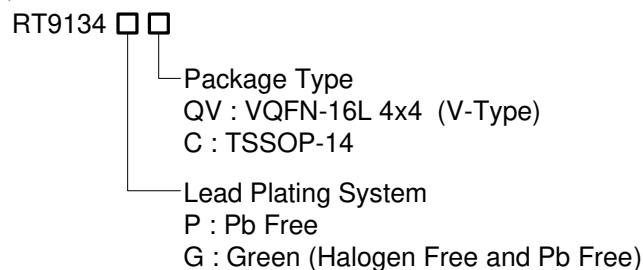 RT9134
Package Type
QV : VQFN-16L 4x4 (V-Type)
C : TSSOP-14
Lead Plating System
P : Pb Free
G : Green (Halogen Free and Pb Free)